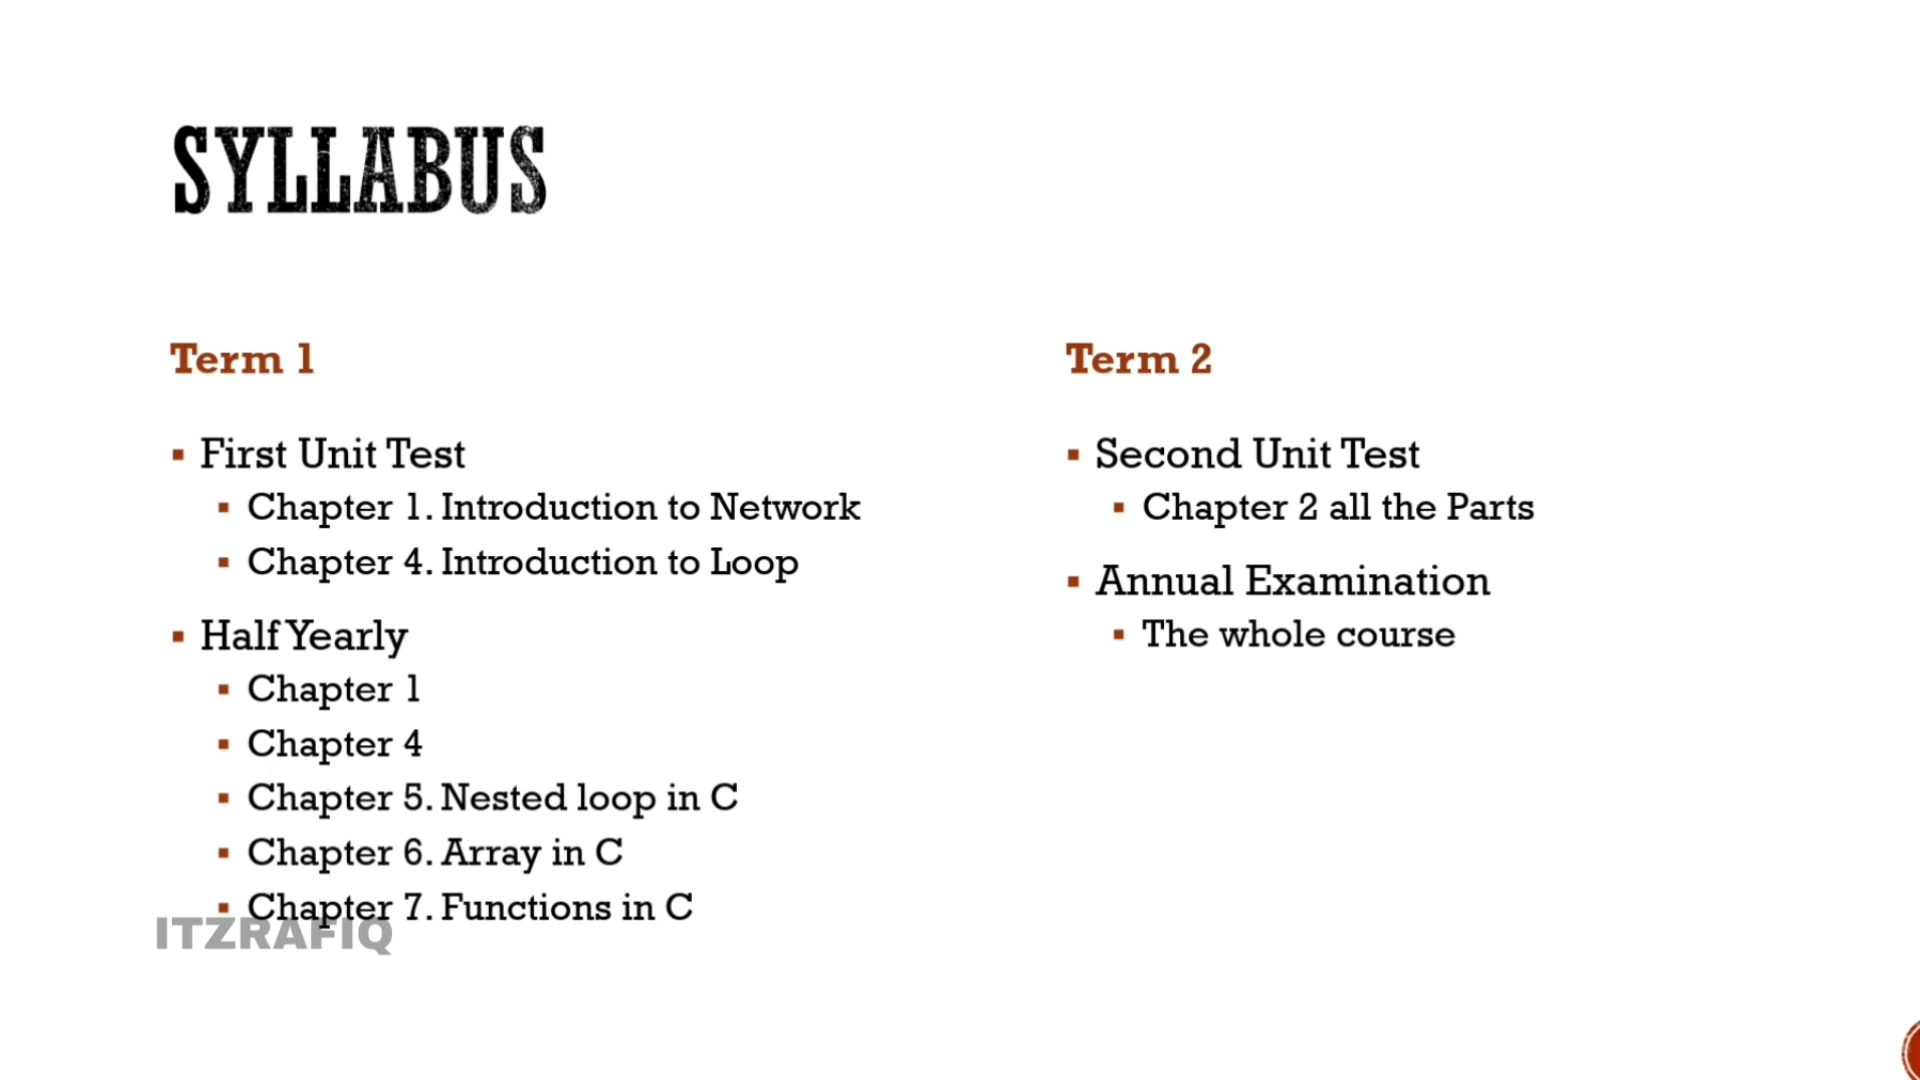 SYLLABUS
Term 1
First Unit Test
Chapter 1. Introduction to Network
Chapter 4. Introduction to Loop
Half Yearly
Chapter 1
Chapter 4
Chapter 5. Nested loop in C
Chapter 6. Array in C
Chapter 7. Functions in C
ITZRAFIQ
Term 2
Second Unit Test
Chapter 2 all the Parts
Annual Examination
The whole course